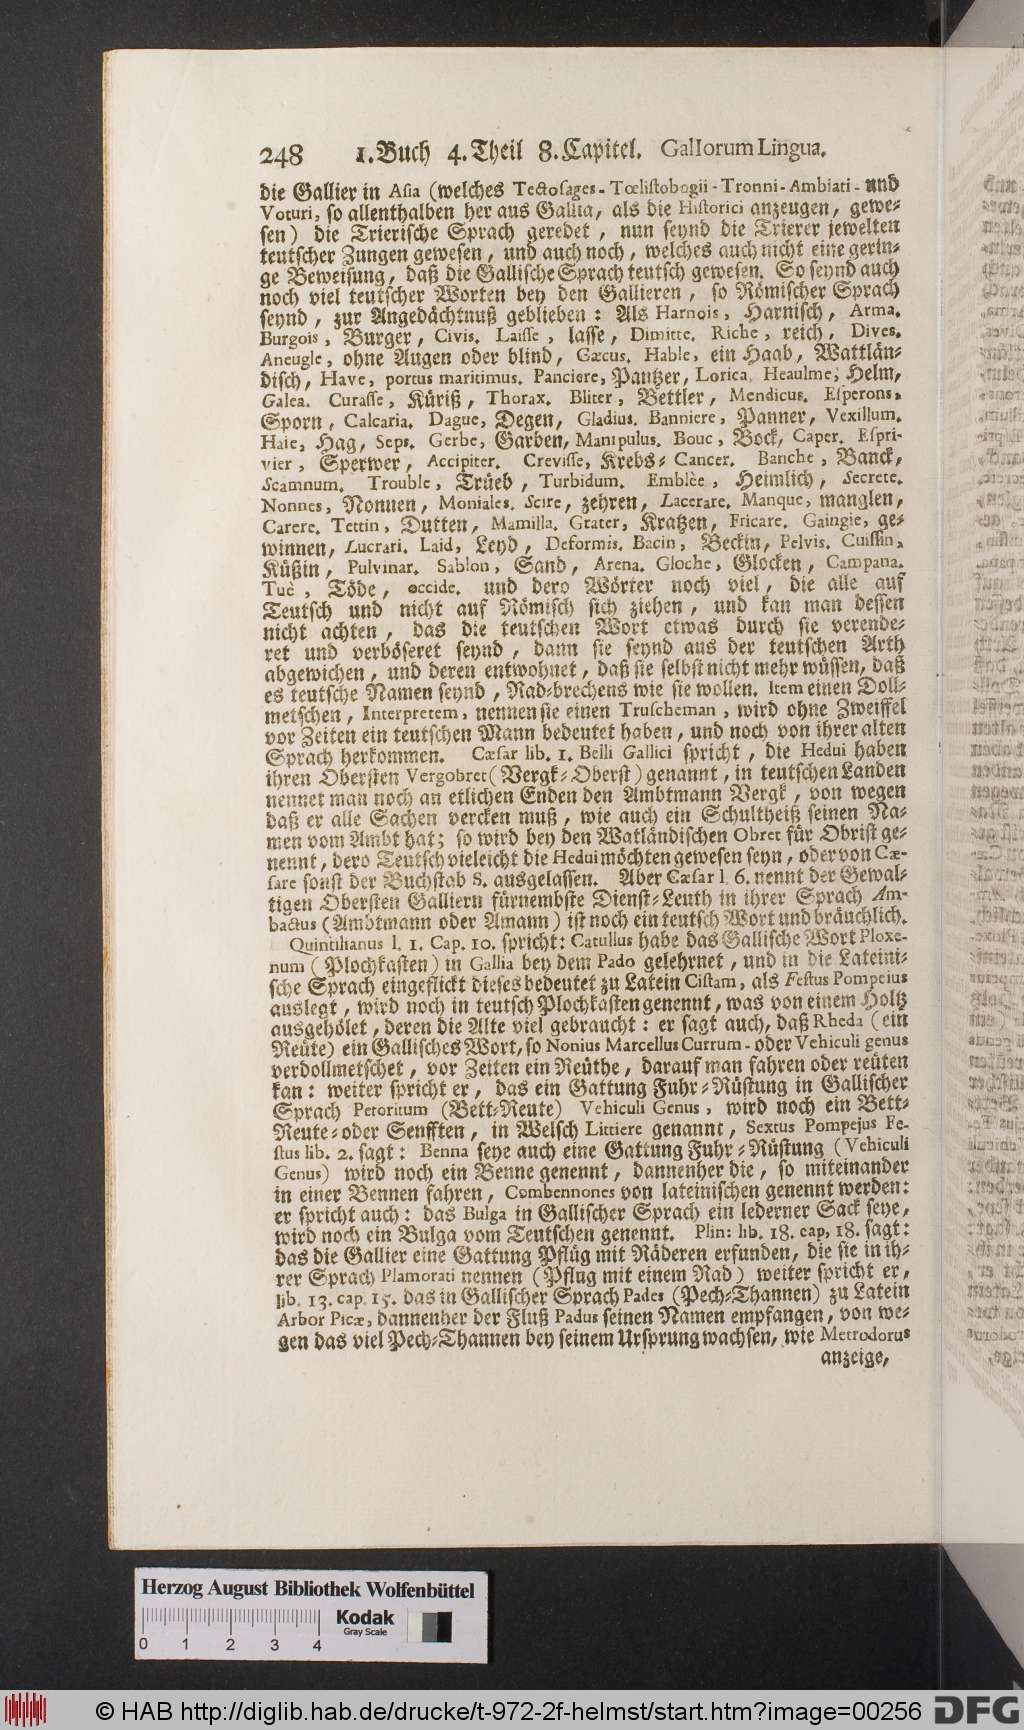 248 1. Buch 4. Theil 8. Capitel. Gallorum Lingua.
die Gallier in Asia (welches Tectosages-Tœlistobogii-Tronni-Ambiati-und
Voturi, so allenthalben her aus Gallia, als die Historici anzeugen, gewe-
sen) die Trierische Sprach geredet, nun seynd die Trierer jewelten
teutscher Zungen gewesen, und auch noch, welches auch nicht eine gerin-
ge Beweisung, daß die Gallische Sprach teutsch gewesen. So seynd auch
noch viel teutscher Worten bey den Gallieren, so Römischer Sprach
seynd, zur Angedächtnuß geblieben: Als Harnois, Harnisch, Arma.
Burgois, Burger, Civis. Laisse, lasse, Dimitte. Riche, reich, Dives.
Aneugle, ohne Augen oder blind, Gæcus. Hable, ein Haab, Wattlän-
disch, Have, portus maritimus. Panciere, Pantzer, Lorica. Heaulme, Helm,
Galea. Curasse, Küriß, Thorax. Bliter, Bettler, Mendicus. Esperons,
Sporn, Calcaria. Dague, Degen, Gladius. Banniere, Panner, Vexillum.
Haie, Hag, Seps. Gerbe, Garben, Manipulus. Bouc, Bock, Caper. Espri-
vier, Sperwer, Accipiter. Crevisse, Krebs- Cancer. Banche, Banck,
Scamnum. Trouble, Trüeb, Turbidum. Emblèe, Heimlich, Secrete.
Nonnes, Nonnen, Moniales. Scire, zehren, Lacerare. Manque, manglen,
Carere. Tettin, Dutten, Mamilla. Grater, Kratzen, Fricare. Gaingie, ge-
winnen, Lucrari. Laid, Leyd, Deformis. Bacin, Beckin, Pelvis. Cuissin,
Küßin, Pulvinar. Sablon, Sand, Arena. Gloche, Glocken, Campana.
Tuè, Töde, occide. und dero Wörter noch viel, die alle auf
Teutsch und nicht auf Römisch sich ziehen, und kan man dessen
nicht achten, das die teutschen Wort etwas durch sie verende-
ret und verböseret seynd, dann sie seynd aus der teutschen Arth
abgewichen, und deren entwohnet, daß sie selbst nicht mehr wüssen, daß
es teutsche Namen seynd, Rad-brechens wie sie wollen. Item einen Doll-
metschen, Interpretem, nennen sie einen Truscheman, wird ohne Zweiffel
vor Zeiten ein teutschen Mann bedeutet haben, und noch von ihrer alten
Sprach herkommen. Cæsar lib. 1. Belli Gallici spricht, die Hedui haben
ihren Obersten Vergobret (Vergk-Oberst) genannt, in teutschen Landen
nennet man noch an etlichen Enden den Ambtmann Vergk, von wegen
daß er alle Sachen vercken muß, wie auch ein Schultheiß seinen Na-
men vom Ambt hat; so wird bey den Watländischen Obret für Obrist ge-
nennt, dero Teutsch vieleicht die Hedui möchten gewesen seyn, oder von Cæ-
sare sonst der Buchstab S. ausgelassen. Aber Cæsar l. 6. nennt der Gewal-
tigen Obersten Galliern fürnembste Dienst-Leuth in ihrer Sprach Am-
bactus (Ambtmann oder Amann) ist noch ein teutsch Wort und bräuchlich.
Quintilianus l. 1. Cap. 10. spricht: Catullus habe das Gallische Wort Ploxe-
num (Plochkasten) in Gallia bey dem Pado gelehrnet, und in die Lateini-
sche Sprach eingeflickt dieses bedeutet zu Latein Cistam, als Festus Pompeius
auslegt, wird noch in teutsch Plochkasten genennt, was von einem Holtz
ausgehölet, deren die Alte viel gebraucht: er sagt auch, daß Rheda (ein
Reüte) ein Gallisches Wort, so Nonius Marcellus Currum-oder Vehiculi genus
verdollmetschet, vor Zeiten ein Reüthe, darauf man fahren oder reüten
kan: weiter spricht er, das ein Gattung Fuhr-Rüstung in Gallischer
Sprach Petoritum (Bett-Reute) Vehiculi Genus, wird noch ein Bett-
Reute-oder Senfften, in Welsch Littiere genannt, Sextus Pompejus Fe-
stus lib. 2. sagt: Benna seye auch eine Gattung Fuhr-Rüstung (Vehiculi
Genus) wird noch ein Benne genennt, dannenher die, so miteinander
in einer Bennen fahren, Combennones von lateinischen genennt werden:
er spricht auch: das Bulga in Gallischer Sprach ein lederner Sack seye,
wird noch ein Bulga vom Teutschen genennt. Plin: lib. 18. cap, 18. sagt:
das die Gallier eine Gattung Pflüg mit Räderen erfunden, die sie in ih-
rer Sprach Plamorati nennen (Pflug mit einem Rad) weiter spricht er,
lib. 13. cap. 15. das in Gallischer Sprach Pades (Pech-Thannen) zu Latein
Arbor Picæ, dannenher der Fluß Padus seinen Namen empfangen, von we-
gen das viel Pech-Thannen bey seinem Ursprung wachsen, wie Metrodorus
anzeige,
Herzog August Bibliothek Wolfenbüttel
Kodak
Gray Scale
0 1 2 3 4
© HAB http://diglib.hab.de/drucke/t-972-2f-helmst/start.htm?image=00256 DFG